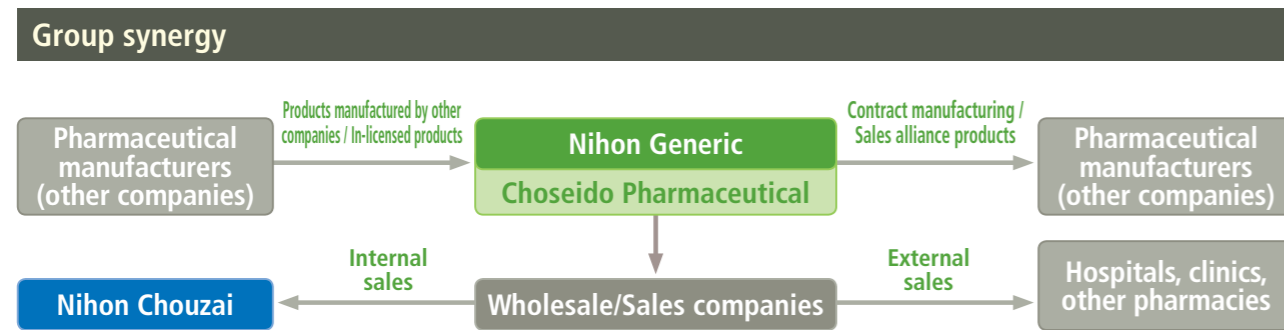 Group synergy
Pharmaceutical
manufacturers
(other companies)
Products manufactured by other
companies / In-licensed products
Nihon Generic
Choseido Pharmaceutical
Contract manufacturing /
Sales alliance products
Pharmaceutical
manufacturers
(other companies)
Nihon Chouzai
Internal
sales
Wholesale/Sales companies
External
sales
Hospitals, clinics,
other pharmacies